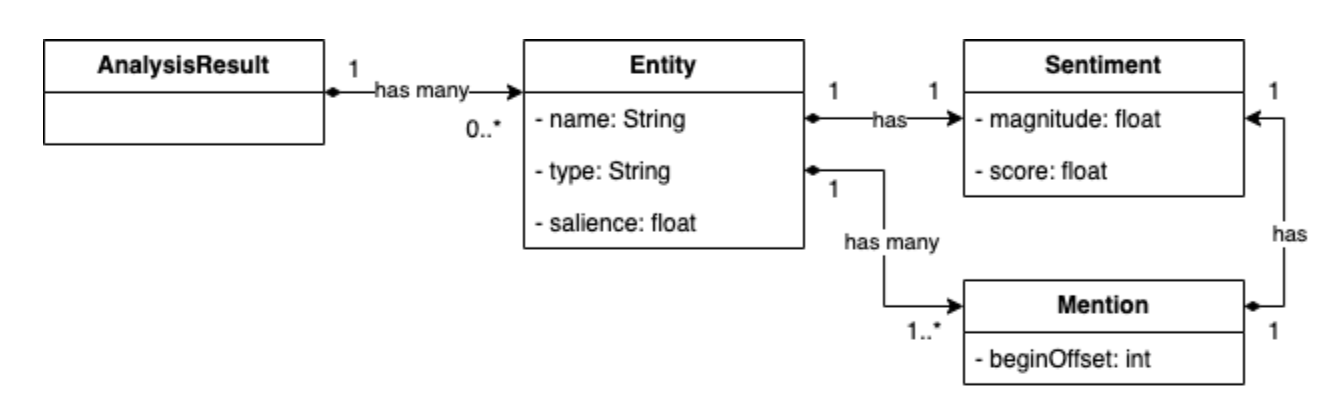 AnalysisResult
1
has many
0..*
Entity
- name: String
- type: String
- salience: float
1
has
1
1
has many
1..*
Sentiment
- magnitude: float
- score: float
1
has
1
Mention
- beginOffset: int